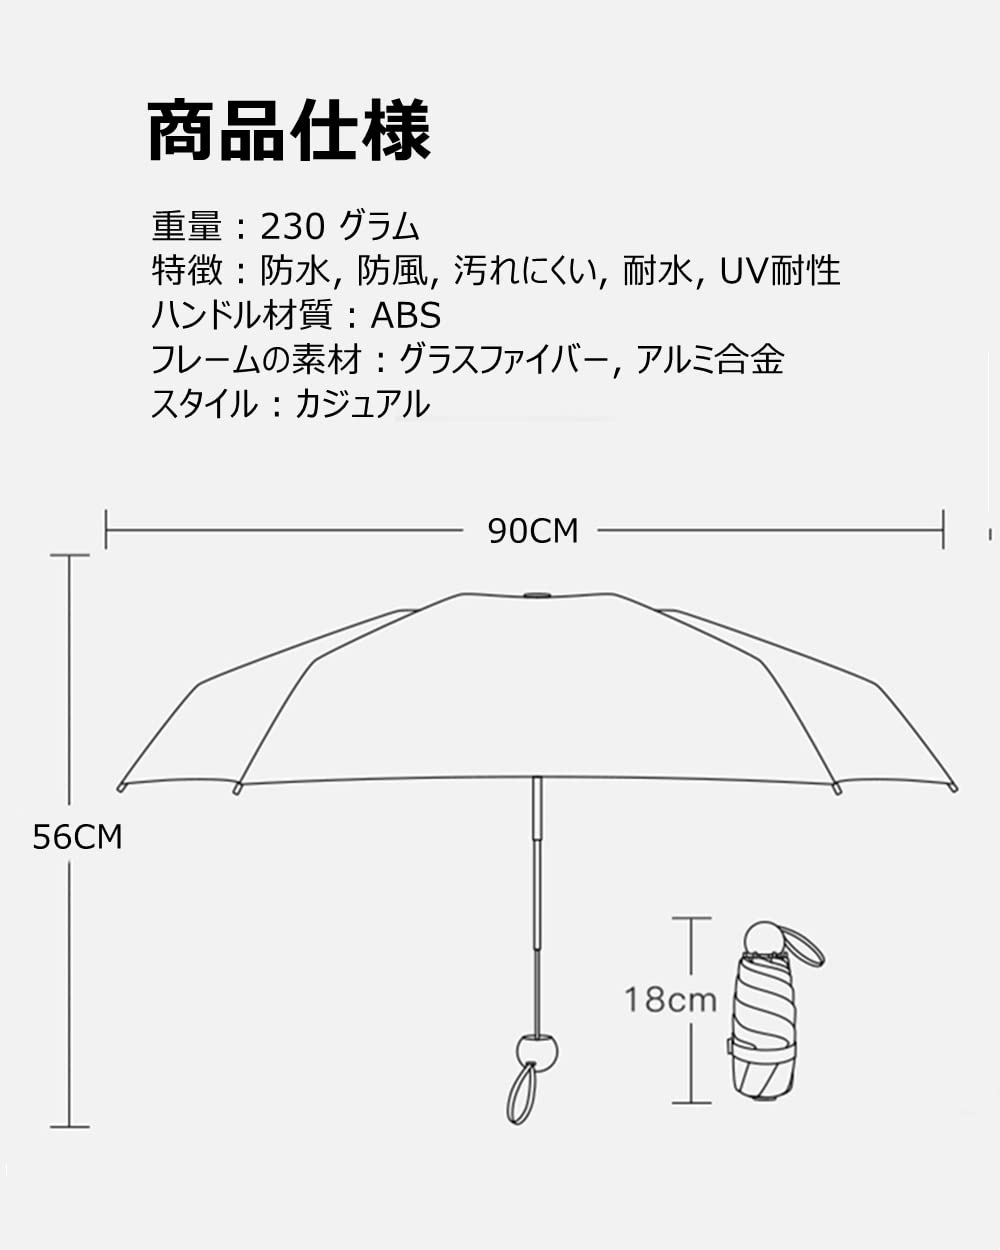 商品仕様
重量 : 230 グラム
特徴 : 防水, 防風, 汚れにくい, 耐水, UV耐性
ハンドル材質 : ABS
フレームの素材 : グラスファイバー, アルミ合金
スタイル : カジュアル
90CM
56CM
18cm